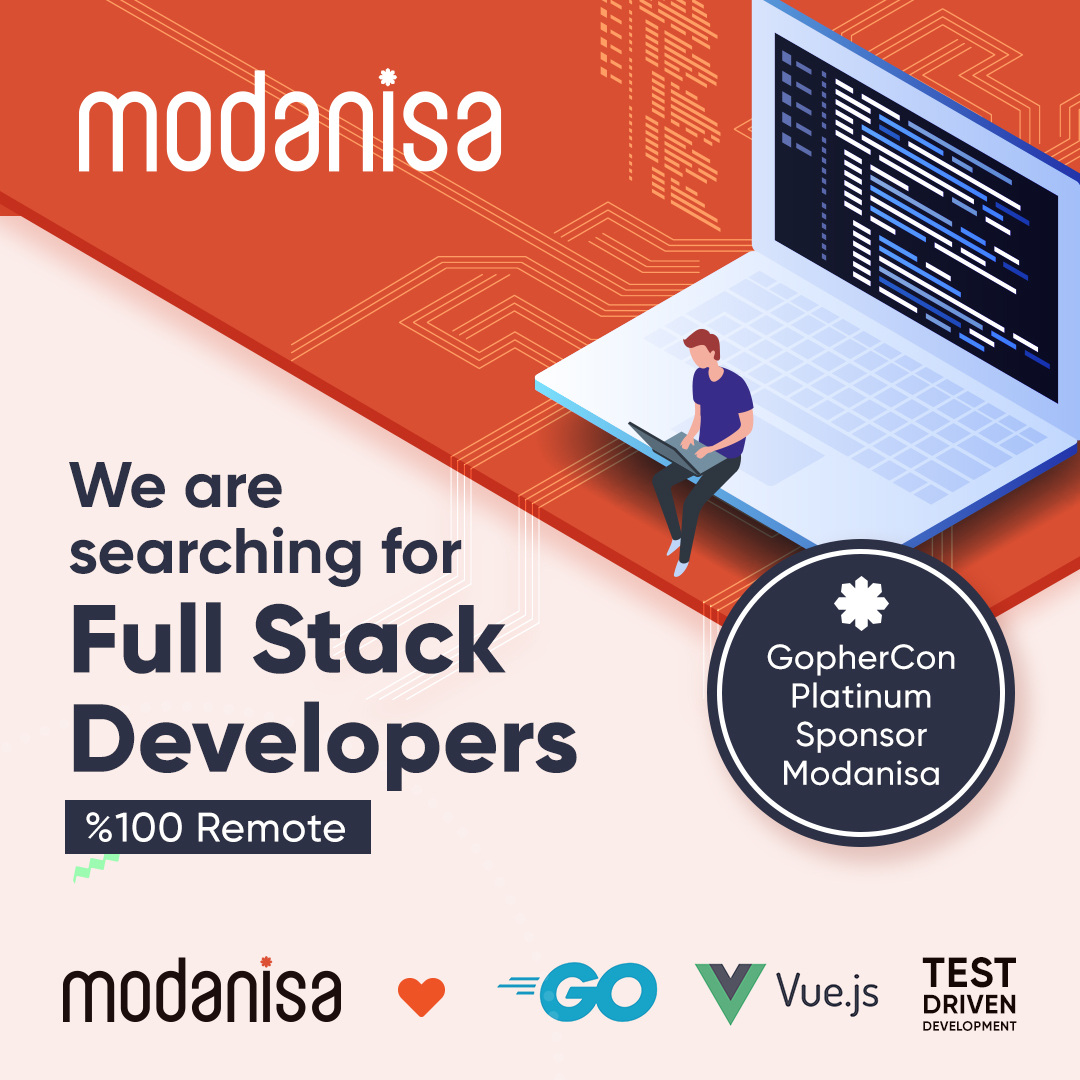 modanisa
We are
searching for
Full Stack
Developers
%100 Remote
GopherCon
Platinum
Sponsor
Modanisa
modanisa
GO
Vue.js
TEST
DRIVEN
DEVELOPMENT